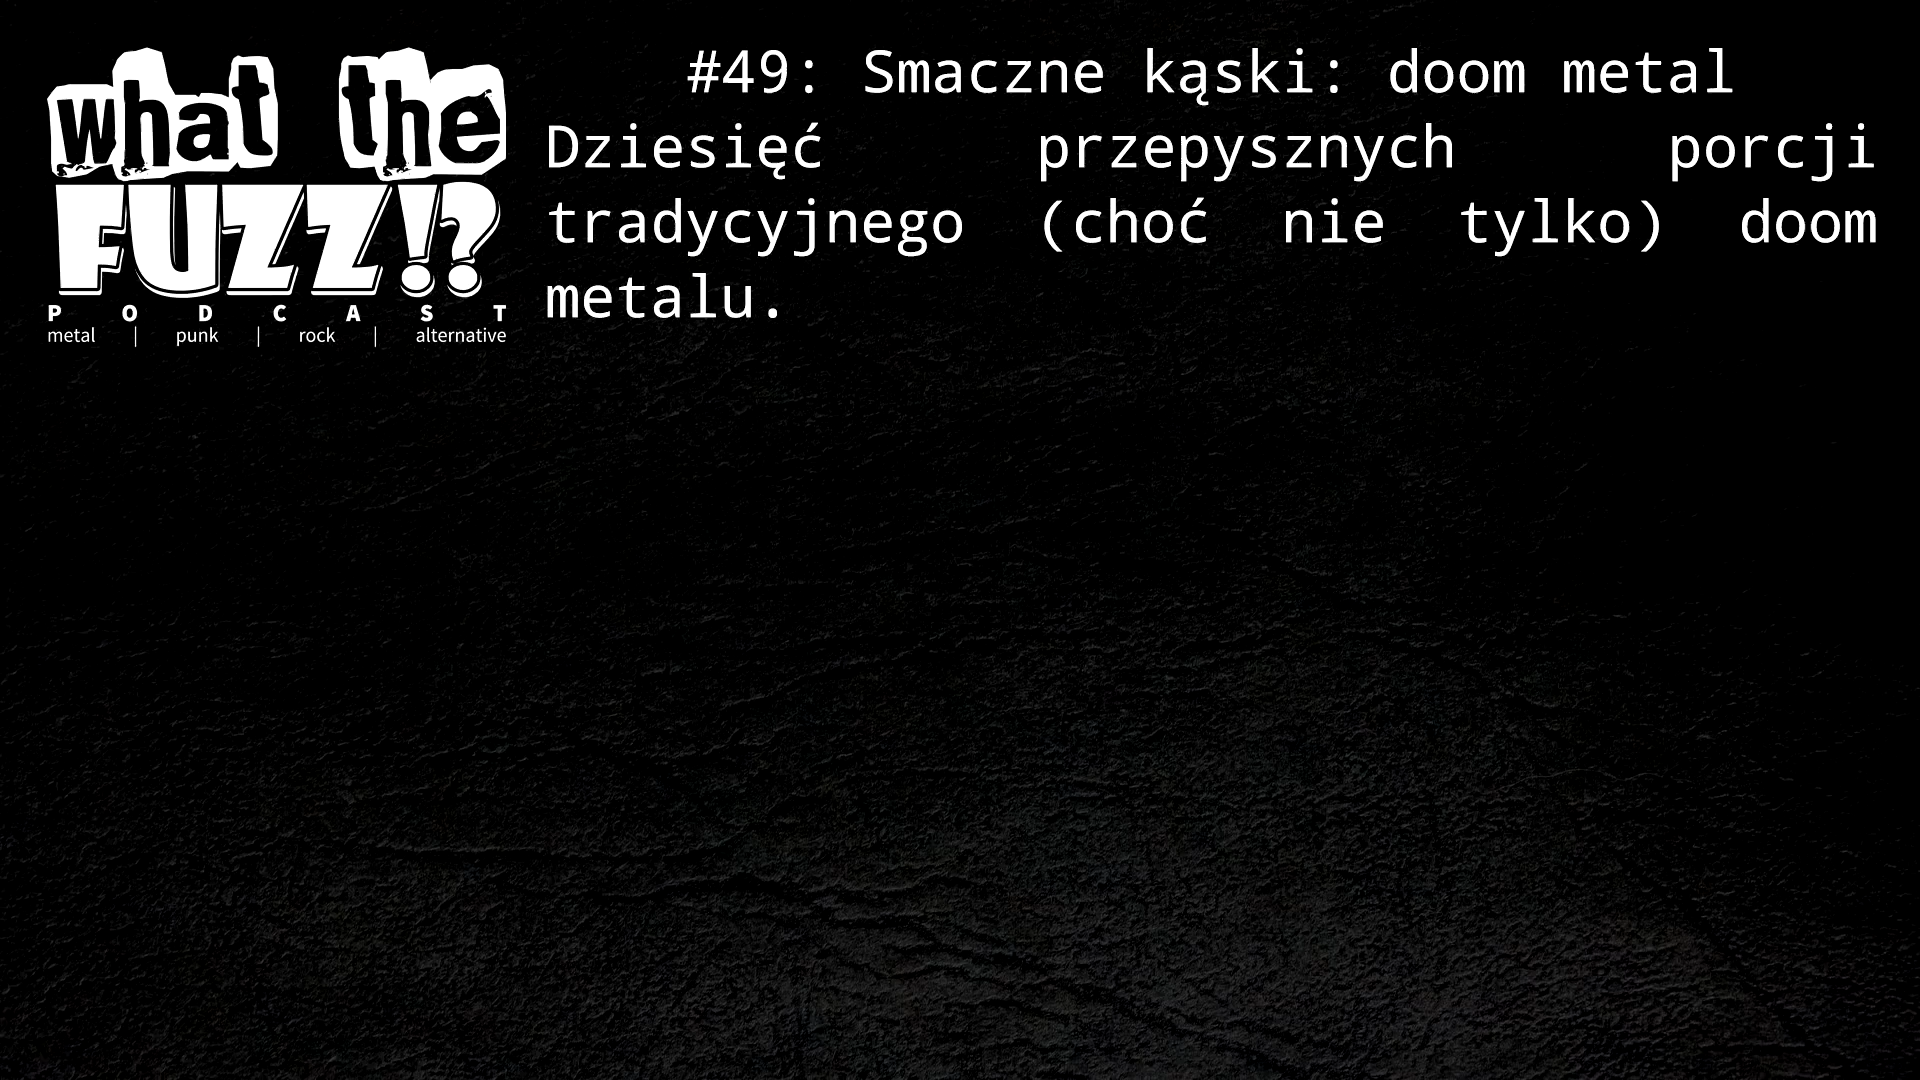 what the
FUZZ!?
PODCAST
metal | punk | rock | alternative
#49: Smaczne kąski: doom metal
Dziesięć przepysznych porcji
tradycyjnego (choć nie tylko) doom
metalu.